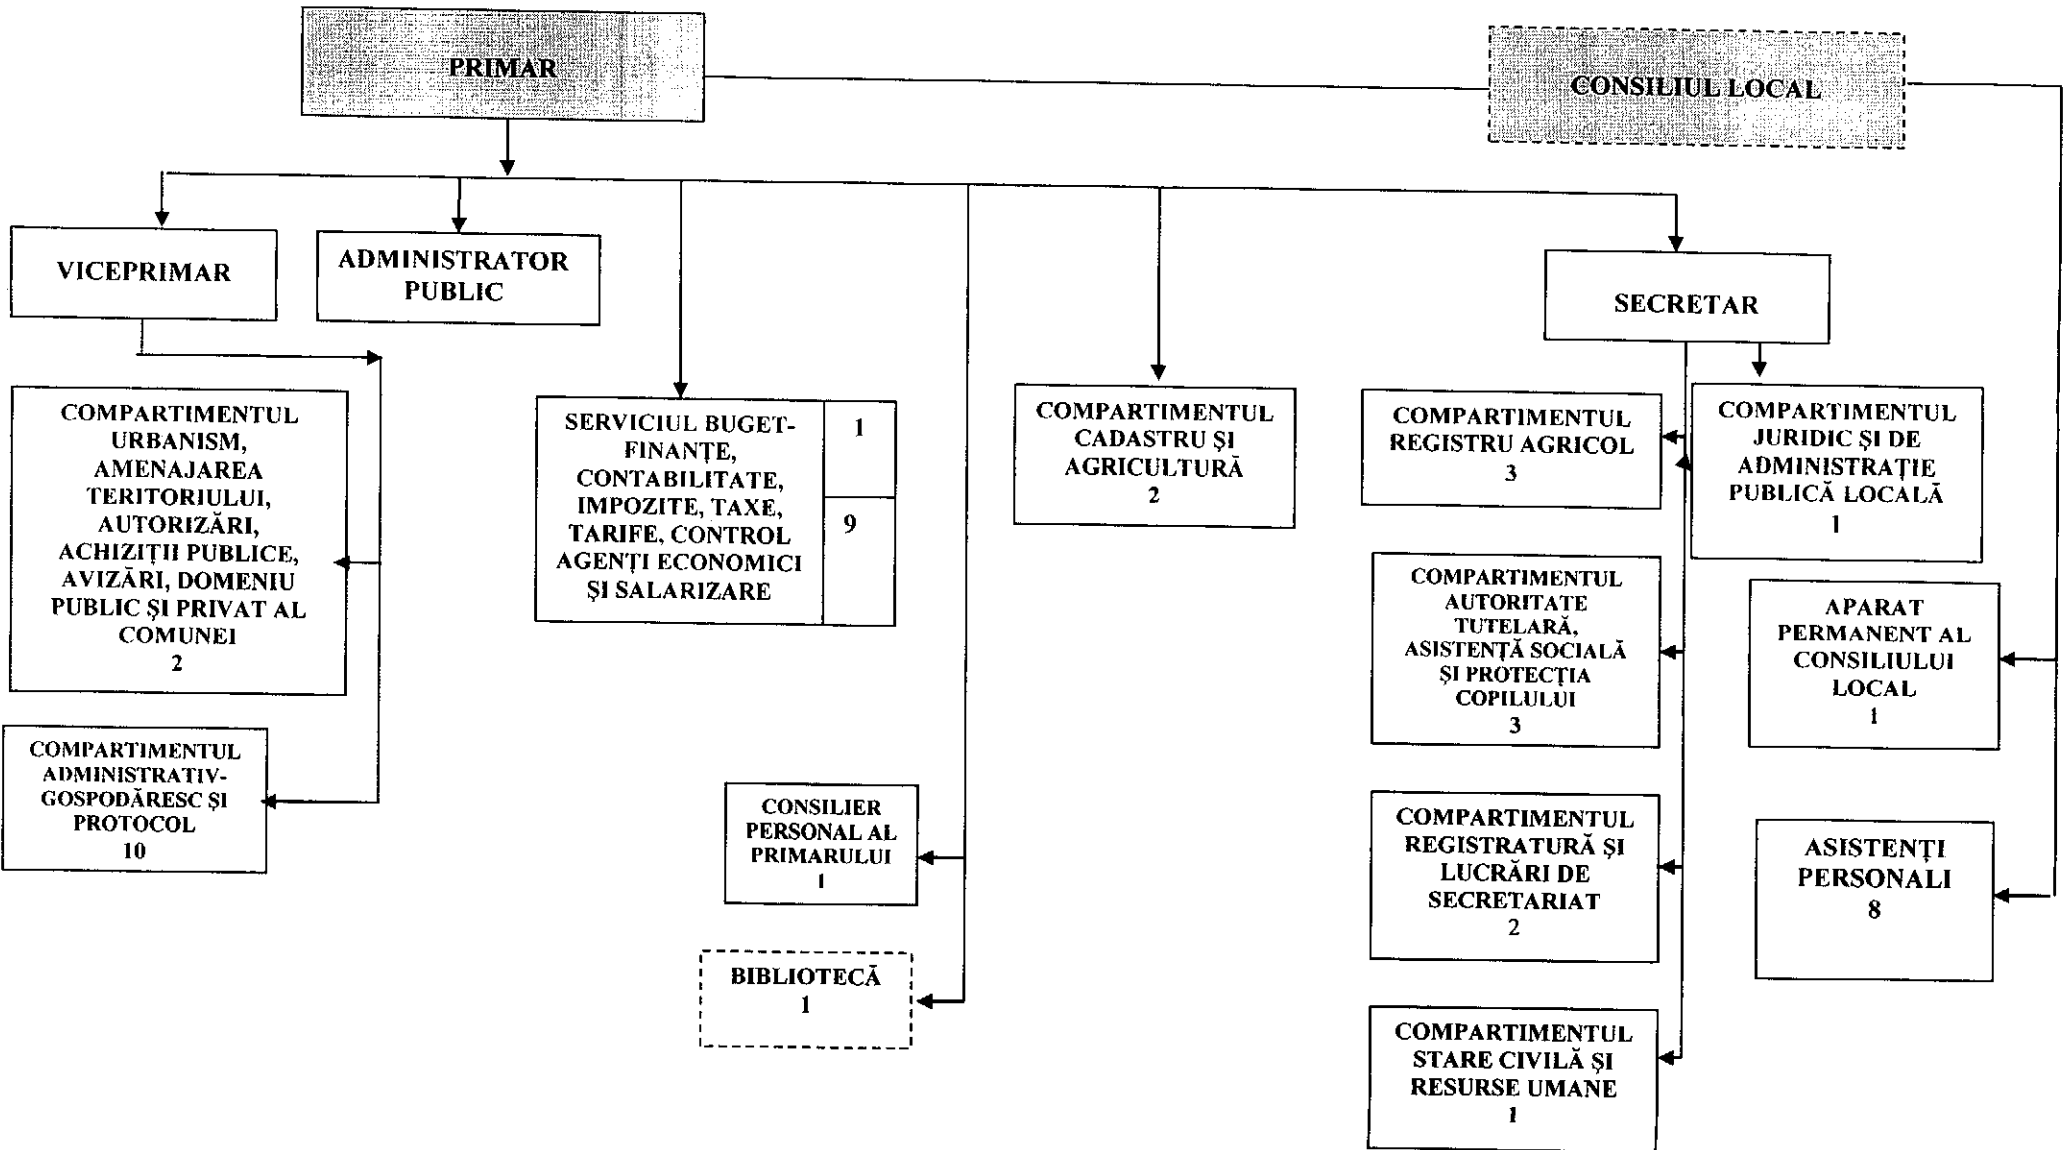 PRIMAR
CONSILIUL LOCAL
VICEPRIMAR
ADMINISTRATOR
PUBLIC
SECRETAR
COMPARTIMENTUL
URBANISM,
AMENAJAREA
TERITORIULUI,
AUTORIZĂRI,
ACHIZIȚII PUBLICE,
AVIZĂRI, DOMENIU
PUBLIC ȘI PRIVAT AL
COMUNEI
2
SERVICIUL BUGET-
FINANȚE,
CONTABILITATE,
IMPOZITE, TAXE,
TARIFE, CONTROL
AGENȚI ECONOMICI
ȘI SALARIZARE
1
9
COMPARTIMENTUL
CADASTRU ȘI
AGRICULTURĂ
2
COMPARTIMENTUL
REGISTRU AGRICOL
3
COMPARTIMENTUL
JURIDIC ȘI DE
ADMINISTRAȚIE
PUBLICĂ LOCALĂ
1
COMPARTIMENTUL
AUTORITATE
TUTELARĂ,
ASISTENȚĂ SOCIALĂ
ȘI PROTECȚIA
COPILULUI
3
APARAT
PERMANENT AL
CONSILIULUI
LOCAL
1
COMPARTIMENTUL
ADMINISTRATIV-
GOSPODĂRESC ȘI
PROTOCOL
10
CONSILIER
PERSONAL AL
PRIMARULUI
1
COMPARTIMENTUL
REGISTRATURĂ ȘI
LUCRĂRI DE
SECRETARIAT
2
ASISTENȚI
PERSONALI
8
BIBLIOTECĂ
1
COMPARTIMENTUL
STARE CIVILĂ ȘI
RESURSE UMANE
1